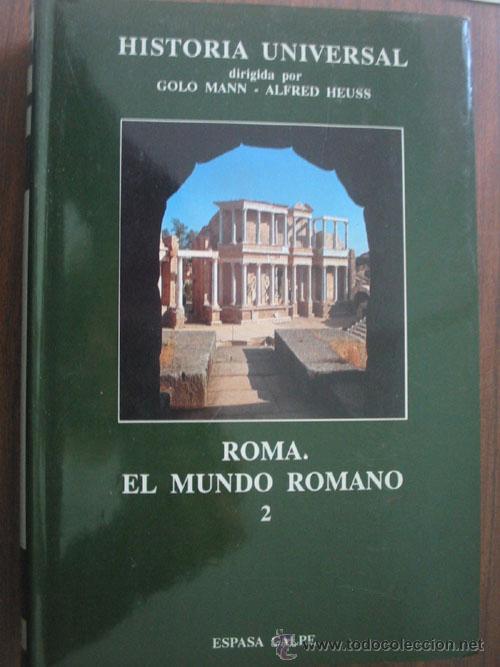 HISTORIA UNIVERSAL
dirigida por
GOLO MANN - ALFRED HEUSS
ROMA.
EL MUNDO ROMANO
2
ESPASA CALPE
www.todocoleccion.net